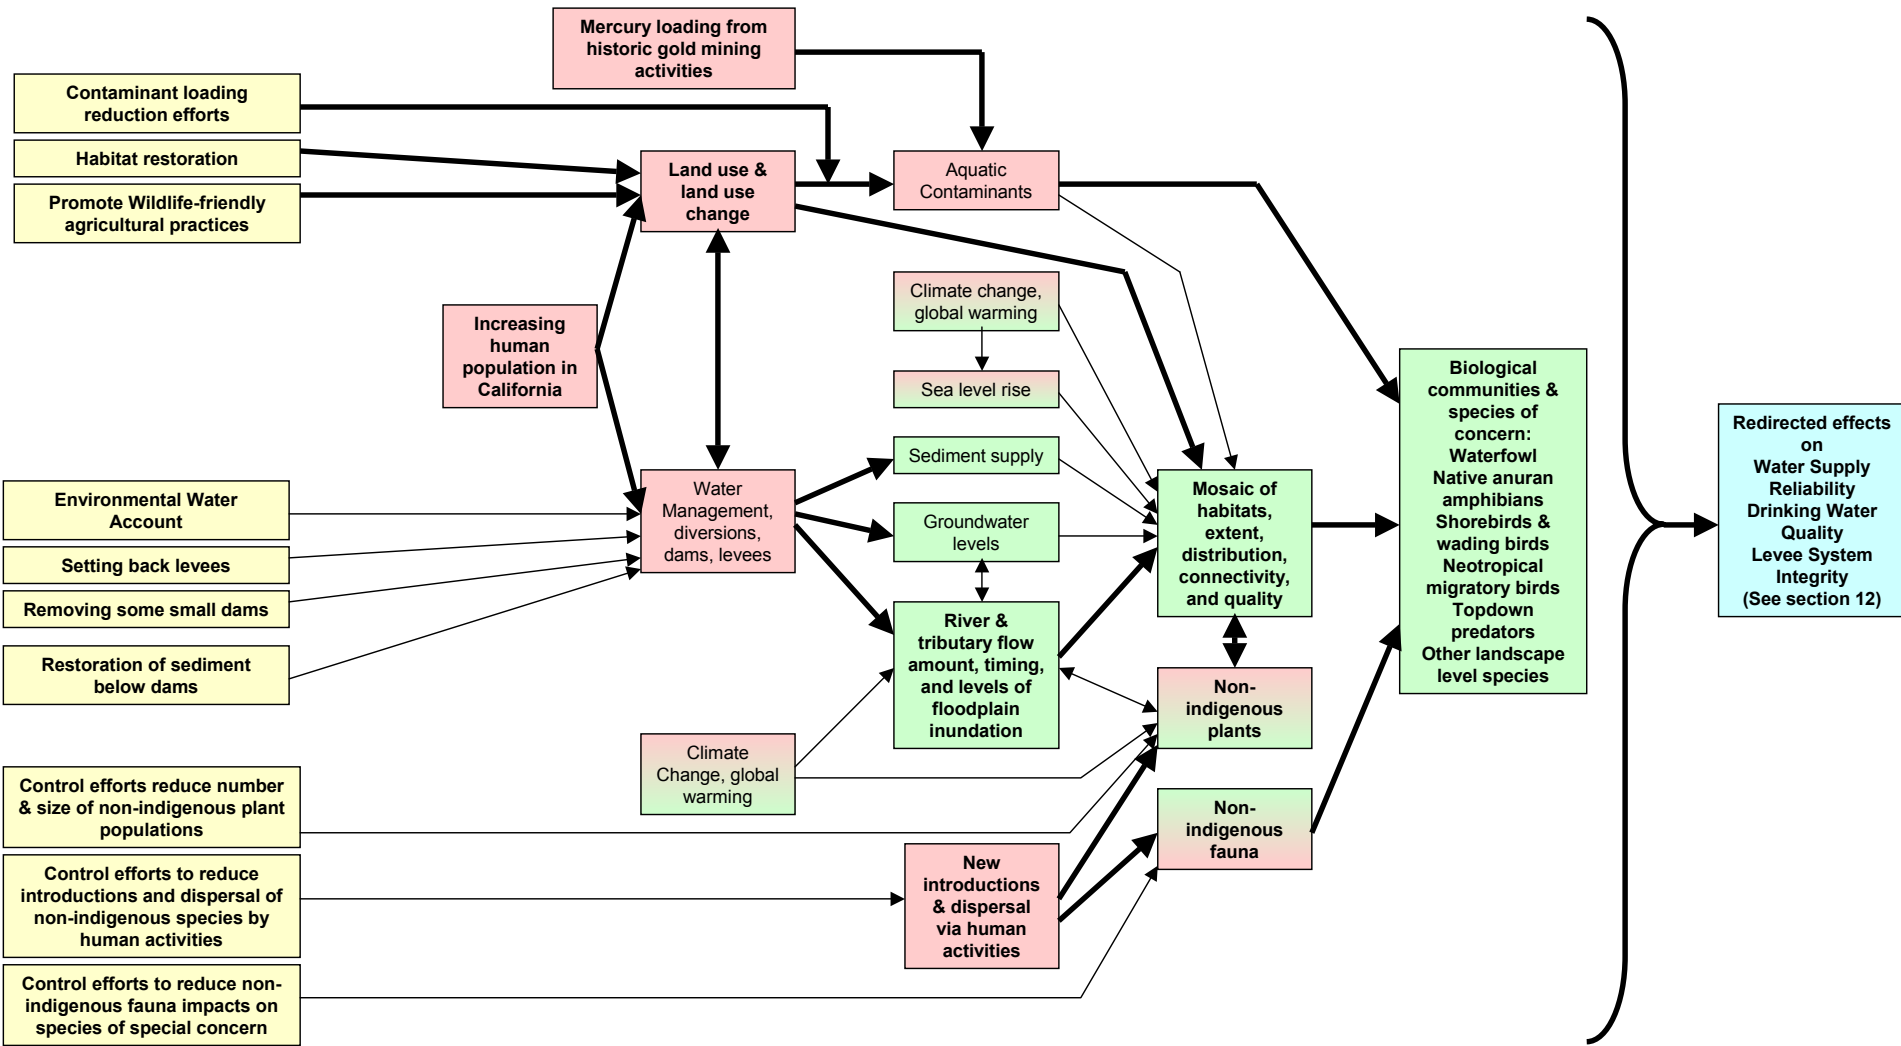 Mercury loading from
historic gold mining
activities
Contaminant loading
reduction efforts
Habitat restoration
Promote Wildlife-friendly
agricultural practices
Land use &
land use
change
Aquatic
Contaminants
Increasing
human
population in
California
Climate change,
global warming
Sea level rise
Sediment supply
Groundwater
levels
Water
Management,
diversions,
dams, levees
Environmental Water
Account
Setting back levees
Removing some small dams
Restoration of sediment
below dams
River &
tributary flow
amount, timing,
and levels of
floodplain
inundation
Mosaic of
habitats,
extent,
distribution,
connectivity,
and quality
Biological
communities &
species of
concern:
Waterfowl
Native anuran
amphibians
Shorebirds &
wading birds
Neotropical
migratory birds
Topdown
predators
Other landscape
level species
Redirected effects
on
Water Supply
Reliability
Drinking Water
Quality
Levee System
Integrity
(See section 12)
Non-
indigenous
plants
Climate
Change, global
warming
Non-
indigenous
fauna
Control efforts reduce number
& size of non-indigenous plant
populations
Control efforts to reduce
introductions and dispersal of
non-indigenous species by
human activities
New
introductions
& dispersal
via human
activities
Control efforts to reduce non-
indigenous fauna impacts on
species of special concern